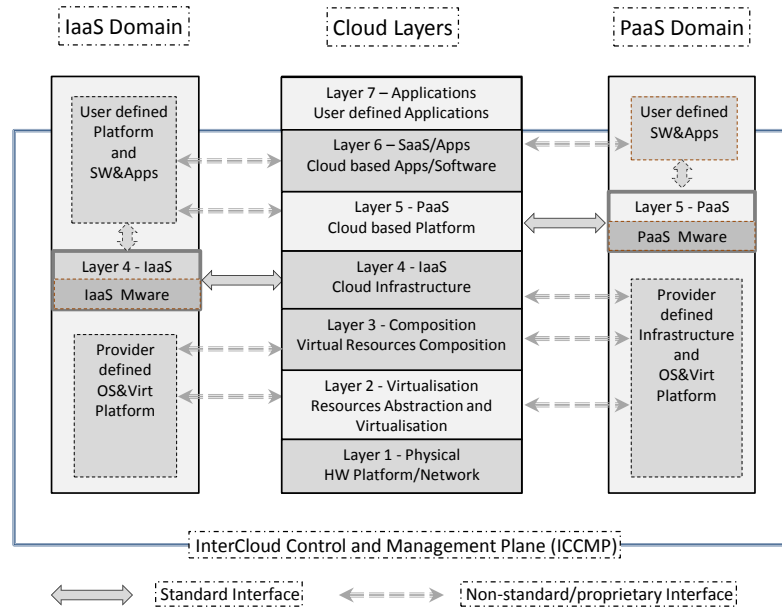 IaaS Domain
Cloud Layers
PaaS Domain
User defined
Platform
and
SW&Apps
Layer 4 - IaaS
IaaS Mware
Provider
defined
OS&Virt
Platform
Layer 7 – Applications
User defined Applications
Layer 6 – SaaS/Apps
Cloud based Apps/Software
Layer 5 - PaaS
Cloud based Platform
Layer 4 - IaaS
Cloud Infrastructure
Layer 3 - Composition
Virtual Resources Composition
Layer 2 - Virtualisation
Resources Abstraction and
Virtualisation
Layer 1 - Physical
HW Platform/Network
User defined
SW&Apps
Layer 5 - PaaS
PaaS Mware
Provider
defined
Infrastructure
and
OS&Virt
Platform
InterCloud Control and Management Plane (ICCMP)
Standard Interface
Non-standard/proprietary Interface